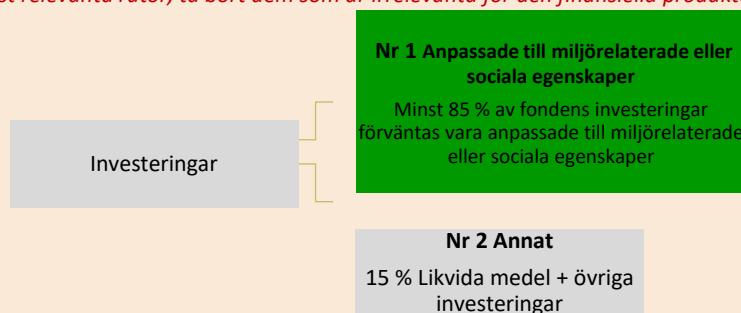 relevanta rutor, ta bort dem som är irrelevanta för den finansiella
Nr 1 Anpassade till miljörelaterade eller
sociala egenskaper
Minst 85 % av fondens investeringar
förväntas vara anpassade till miljörelaterade
eller sociala egenskaper
Investeringar
Nr 2 Annat
15 % Likvida medel + övriga
investeringar